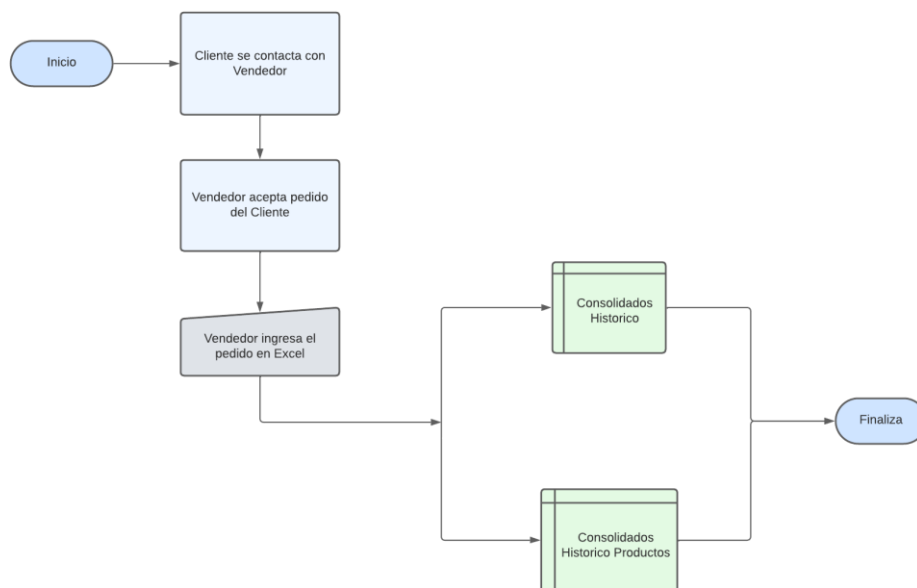 Inicio
Cliente se contacta con
Vendedor
Vendedor acepta pedido
del Cliente
Vendedor ingresa el
pedido en Excel
Consolidados
Historico
Consolidados
Historico Productos
Finaliza